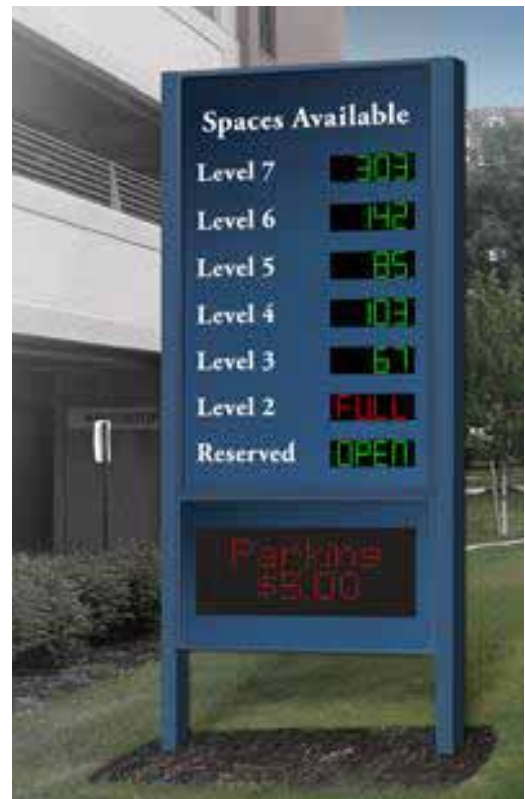 Spaces Available
Level 7 303
Level 6 142
Level 5 85
Level 4 103
Level 3 67
Level 2 FULL
Reserved OPEN
Parking
$5.00